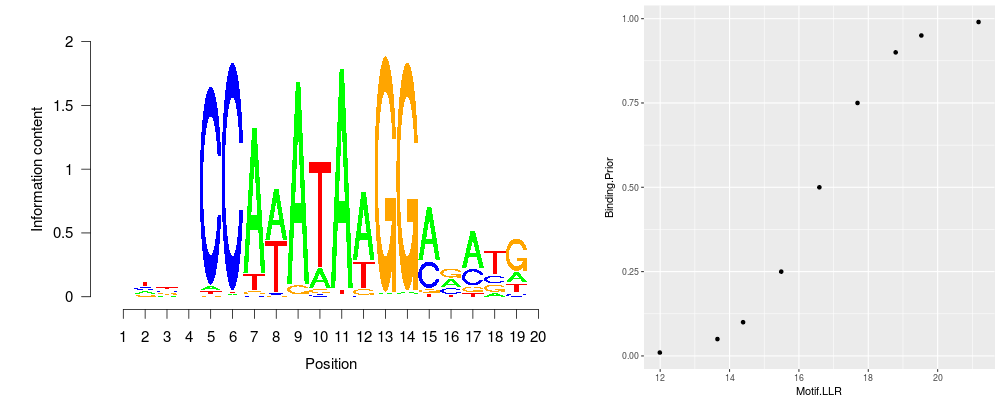 2
1.5
1
0.5
0
Information content
CCAAATAAGGA
TTATCGACTG
1 2 3 4 5 6 7 8 9 10 11 12 13 14 15 16 17 18 19 20
Position
1.00
0.75
0.50
0.25
0.00
Binding.Prior
12 14 16 18 20
Motif.LLR